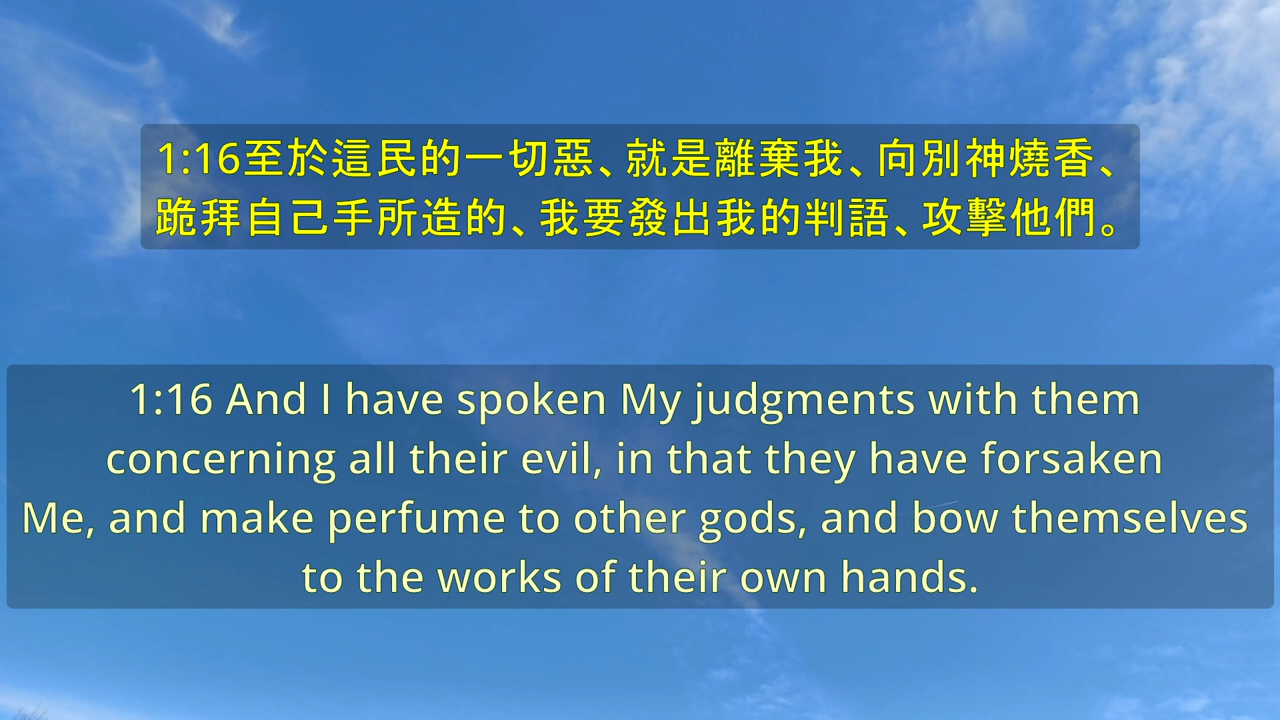 1:16至於這民的一切惡、就是離棄我、向別神燒香、
跪拜自己手所造的、我要發出我的判語、攻擊他們。
1:16 And I have spoken My judgments with them
concerning all their evil, in that they have forsaken
Me, and make perfume to other gods, and bow themselves
to the works of their own hands.